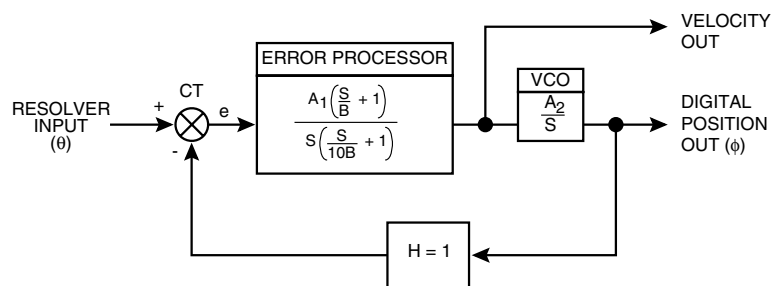 VELOCITY
OUT
ERROR PROCESSOR
CT
VCO
RESOLVER
INPUT
(θ)
+
-
e
A1(S/B + 1)
S(S/10B + 1)
A2
S
DIGITAL
POSITION
OUT (ϕ)
H = 1